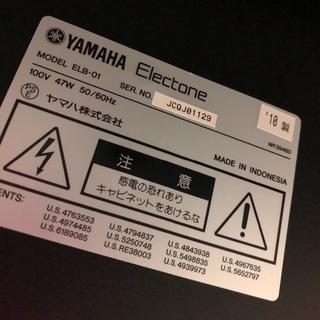 YAMAHA Electone
MODEL ELB-01
100V 47W 50/60Hz
SER NO. JCQJ01129
'10 製
PSE
ヤマハ株式会社
MADE IN INDONESIA
注 意
感電の恐れあり
キャビネットをあけるな
ENTS:
U.S.4763553 U.S.4794837 U.S.4843938 U.S.4967635
U.S.4974485 U.S.5250748 U.S.5498835 U.S.5652797
U.S.6189085 U.S.RE38003 U.S.4939973